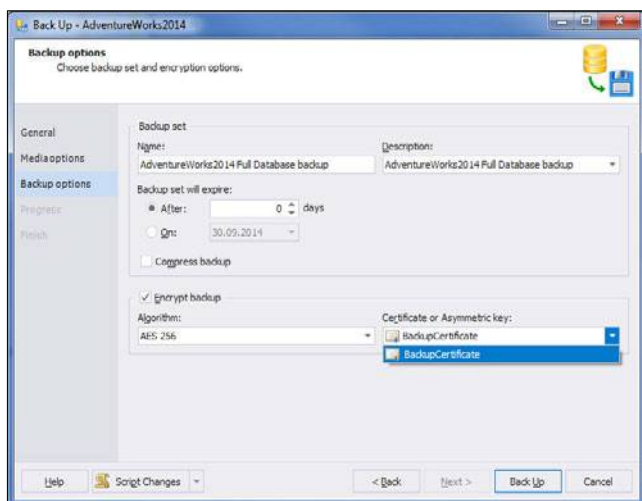 Back Up - AdventureWorks2014
Backup options
Choose backup set and encryption options.
General
Media options
Backup options
Progress
Finish
Backup set
Name:
Description:
AdventureWorks2014 Full Database backup
AdventureWorks2014 Full Database backup
Backup set will expire:
After:
0
days
On:
30.09.2014
Compress backup
Encrypt backup
Algorithm:
Certificate or Asymmetric key:
AES 256
BackupCertificate
BackupCertificate
Help
Script Changes
< Back
Next >
Back Up
Cancel